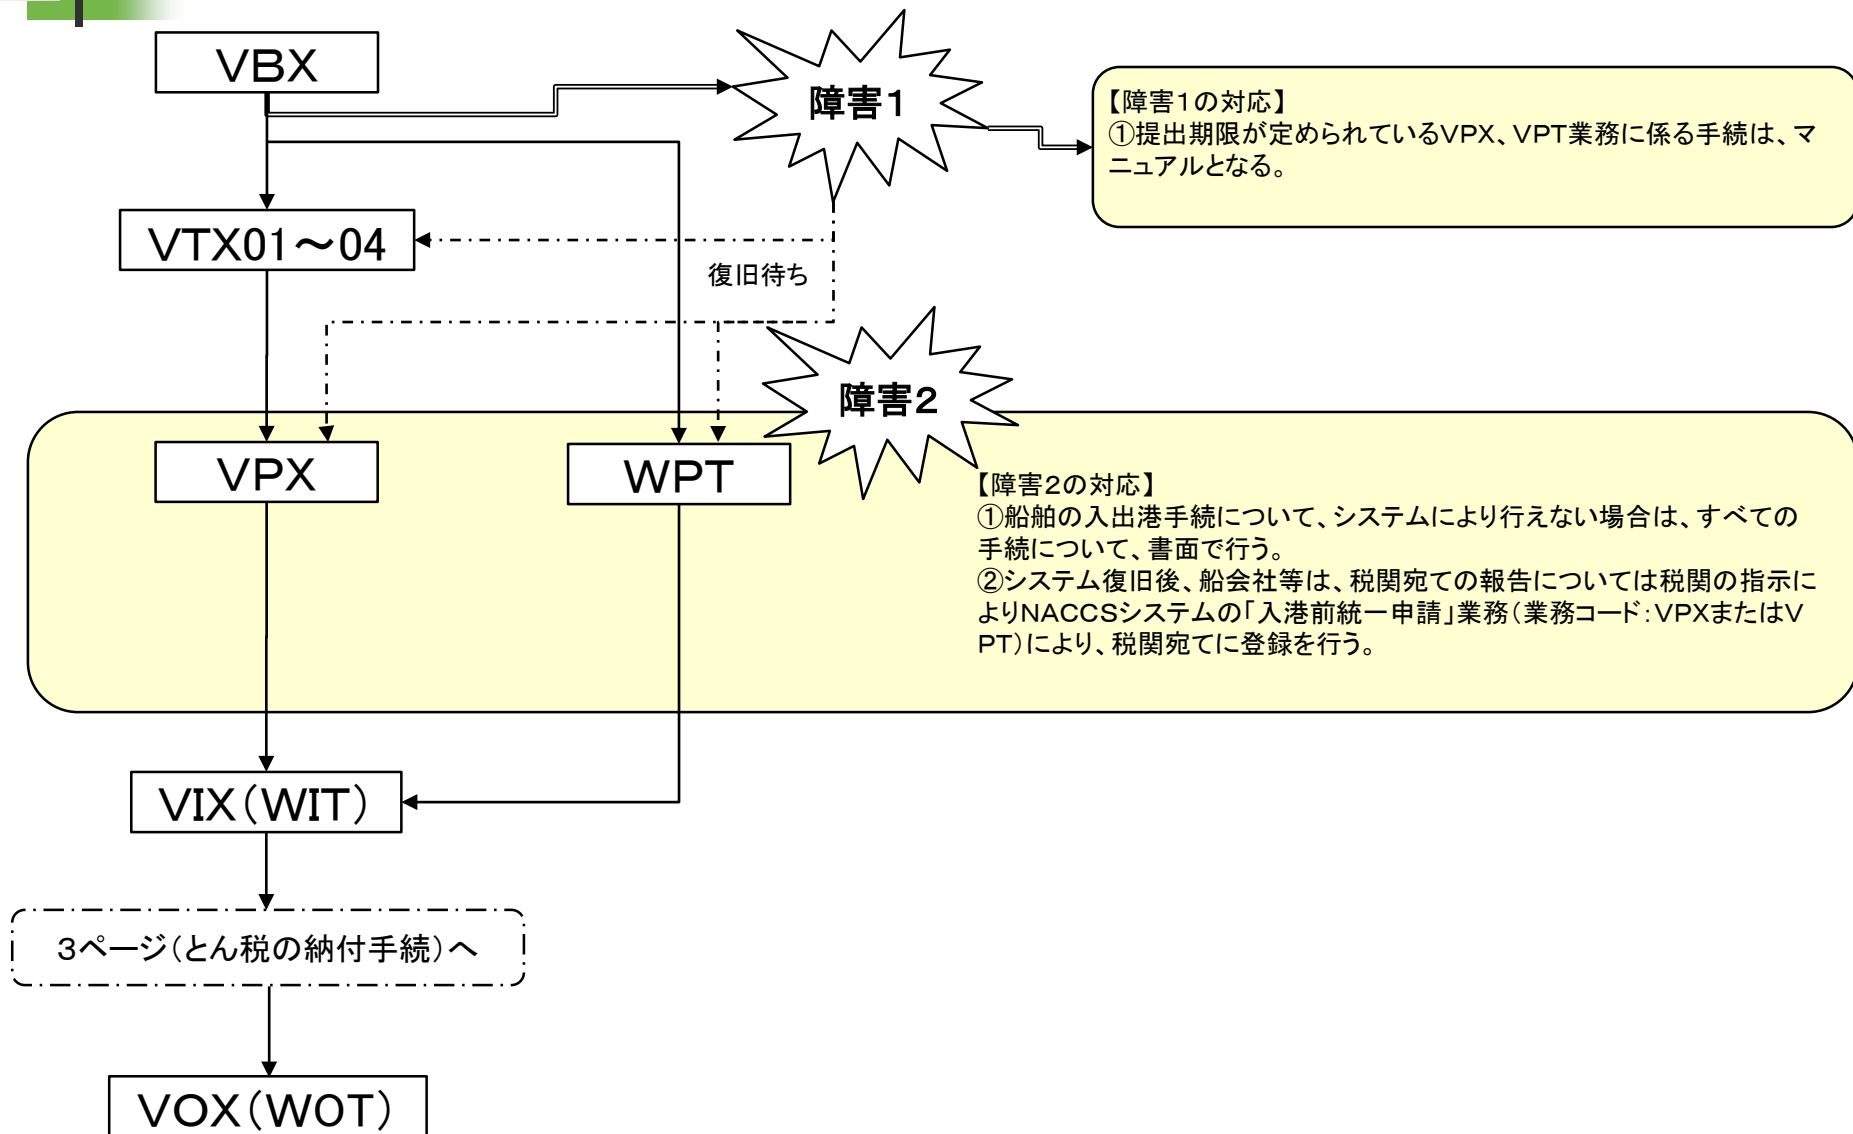 VBX
障害1
【障害1の対応】
①提出期限が定められているVPX、VPT業務に係る手続は、マ
ニュアルとなる。
VTX01～04
復旧待ち
障害2
VPX
WPT
【障害2の対応】
①船舶の入出港手続について、システムにより行えない場合は、すべての
手続について、書面で行う。
②システム復旧後、船会社等は、税関宛ての報告については税関の指示に
よりNACCSシステムの「入港前統一申請」業務(業務コード:VPXまたはV
PT)により、税関宛てに登録を行う。
VIX(WIT)
3ページ(とん税の納付手続)へ
VOX(WOT)